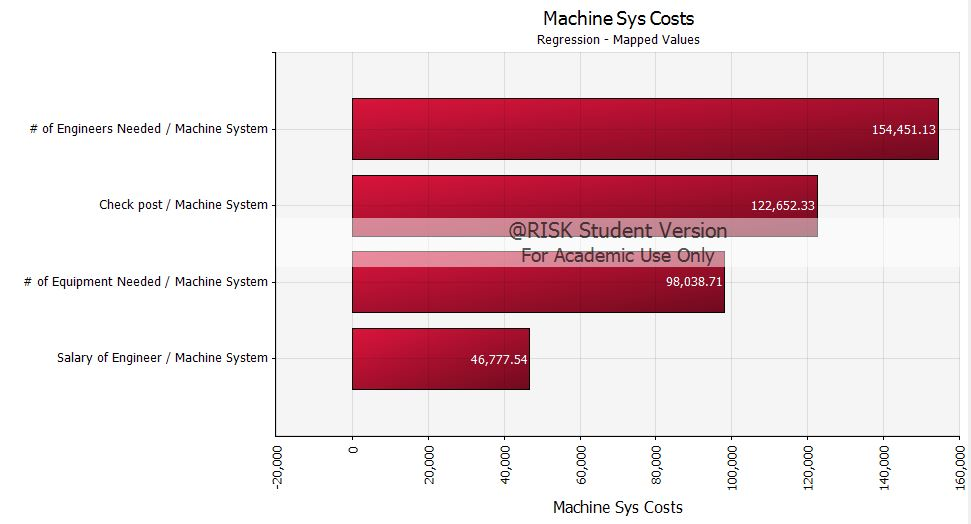 Machine Sys Costs
Regression - Mapped Values
# of Engineers Needed / Machine System
154,451.13
Check post / Machine System
122,652.33
@RISK Student Version
For Academic Use Only
# of Equipment Needed / Machine System
98,038.71
Salary of Engineer / Machine System
46,777.54
-20,000
0
20,000
40,000
60,000
80,000
100,000
120,000
140,000
160,000
Machine Sys Costs